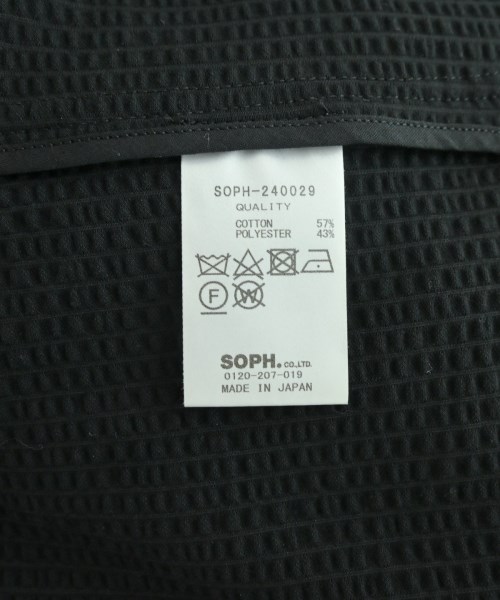 SOPH-240029
QUALITY
COTTON 57%
POLYESTER 43%
F W
SOPH. CO.,LTD.
0120-207-019
MADE IN JAPAN